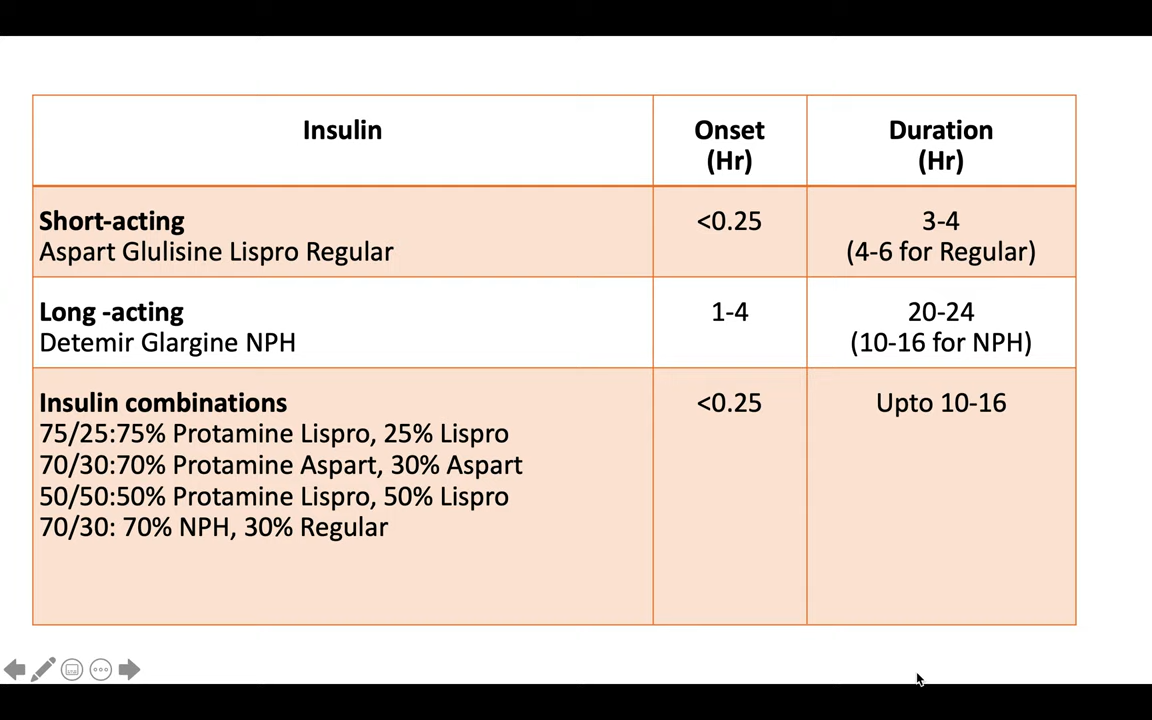 Insulin
Onset
(Hr)
Duration
(Hr)
Short-acting
Aspart Glulisine Lispro Regular
<0.25
3-4
(4-6 for Regular)
Long -acting
Detemir Glargine NPH
1-4
20-24
(10-16 for NPH)
Insulin combinations
75/25:75% Protamine Lispro, 25% Lispro
70/30:70% Protamine Aspart, 30% Aspart
50/50:50% Protamine Lispro, 50% Lispro
70/30: 70% NPH, 30% Regular
<0.25
Upto 10-16